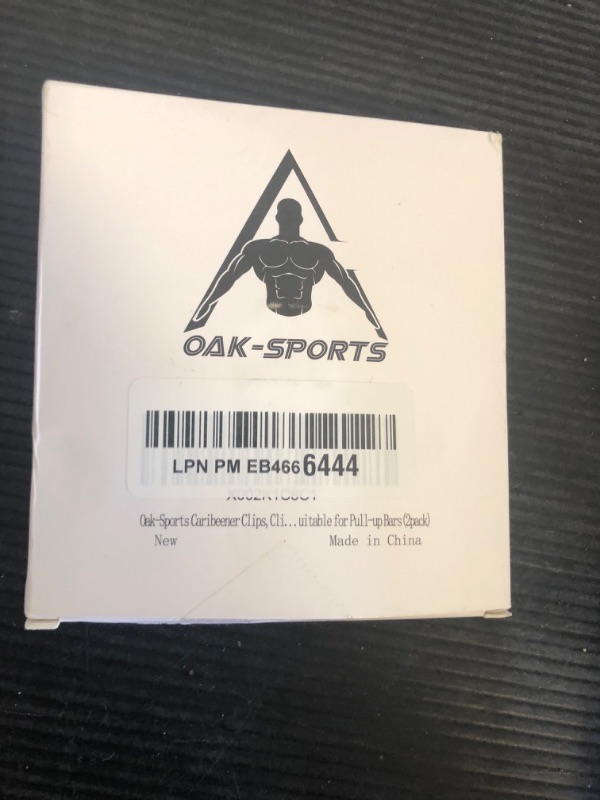 OAK-SPORTS
LPN PM EB4666444
Oak-Sports Caribeener Clips, Cli...uitable for Pull-up Bars (2pack)
New Made in China